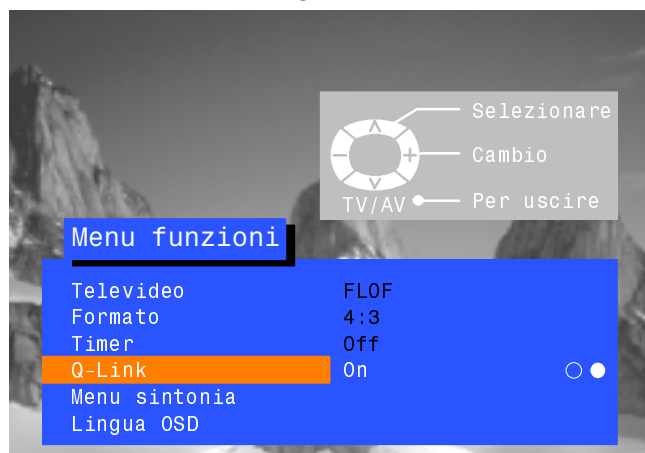 Selezionare
Cambio
TV/AV Per uscire
Menu funzioni
Televideo FLOF
Formato 4:3
Timer Off
Q-Link On
Menu sintonia
Lingua OSD